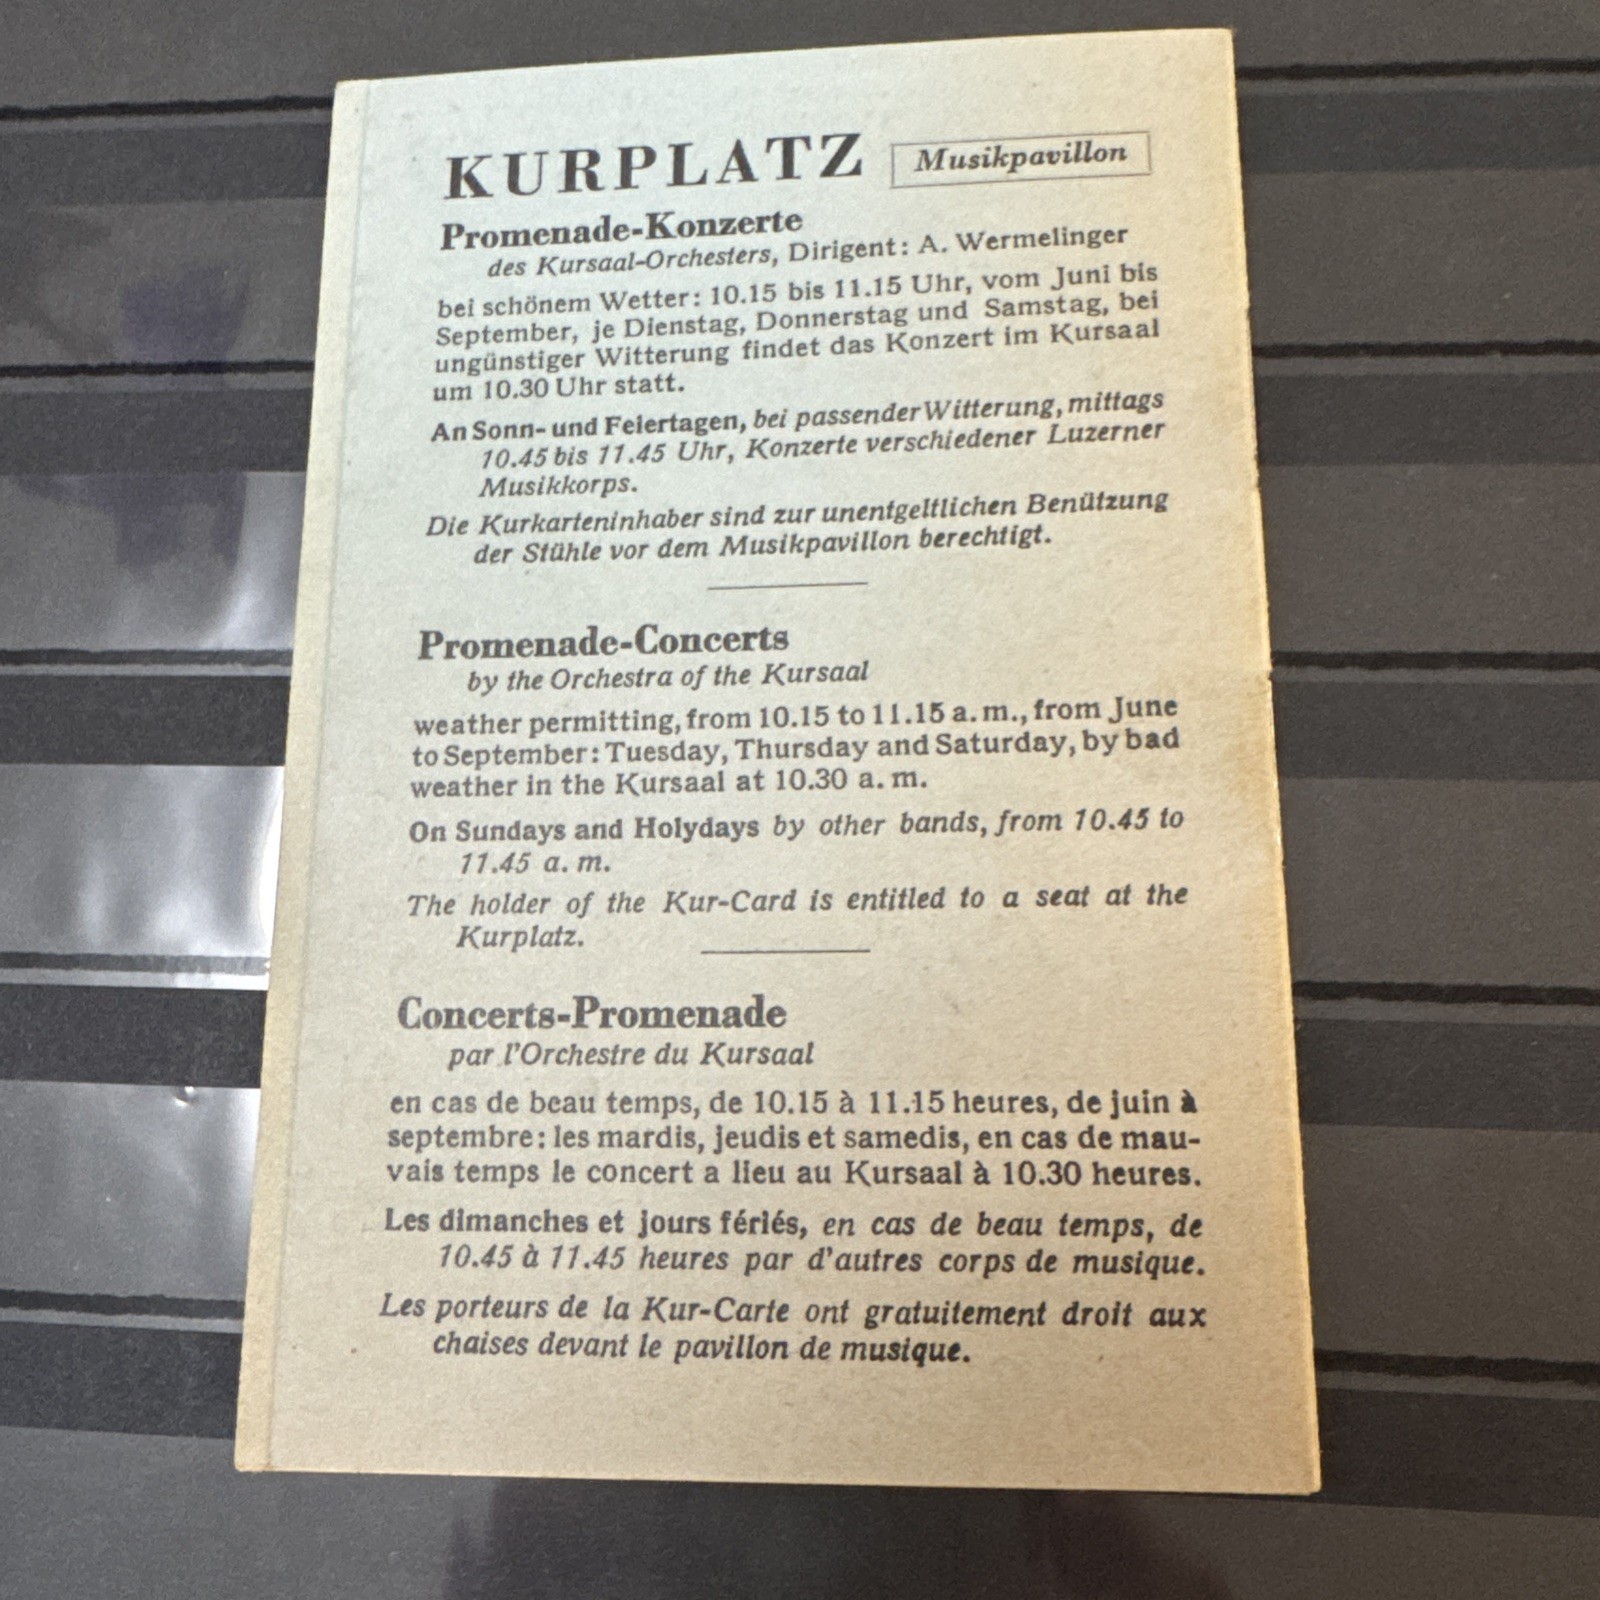 KURPLATZ Musikpavillon
Promenade-Konzerte
des Kursaal-Orchesters, Dirigent: A. Wermelinger
bei schönem Wetter: 10.15 bis 11.15 Uhr, vom Juni bis
September, je Dienstag, Donnerstag und Samstag, bei
ungünstiger Witterung findet das Konzert im Kursaal
um 10.30 Uhr statt.
An Sonn- und Feiertagen, bei passender Witterung, mittags
10.45 bis 11.45 Uhr, Konzerte verschiedener Luzerner
Musikkorps.
Die Kurkarteninhaber sind zur unentgeltlichen Benützung
der Stühle vor dem Musikpavillon berechtigt.
Promenade-Concerts
by the Orchestra of the Kursaal
weather permitting, from 10.15 to 11.15 a. m., from June
to September: Tuesday, Thursday and Saturday, by bad
weather in the Kursaal at 10.30 a. m.
On Sundays and Holydays by other bands, from 10.45 to
11.45 a. m.
The holder of the Kur-Card is entitled to a seat at the
Kurplatz.
Concerts-Promenade
par l'Orchestre du Kursaal
en cas de beau temps, de 10.15 à 11.15 heures, de juin à
septembre: les mardis, jeudis et samedis, en cas de mau-
vais temps le concert a lieu au Kursaal à 10.30 heures.
Les dimanches et jours fériés, en cas de beau temps, de
10.45 à 11.45 heures par d'autres corps de musique.
Les porteurs de la Kur-Carte ont gratuitement droit aux
chaises devant le pavillon de musique.